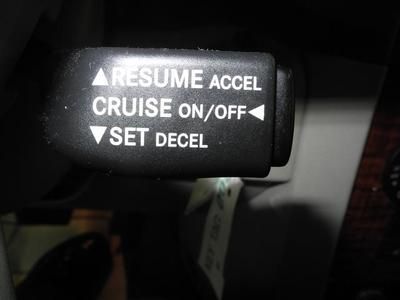 ▲RESUME ACCEL
CRUISE ON/OFF◀
▼SET DECEL